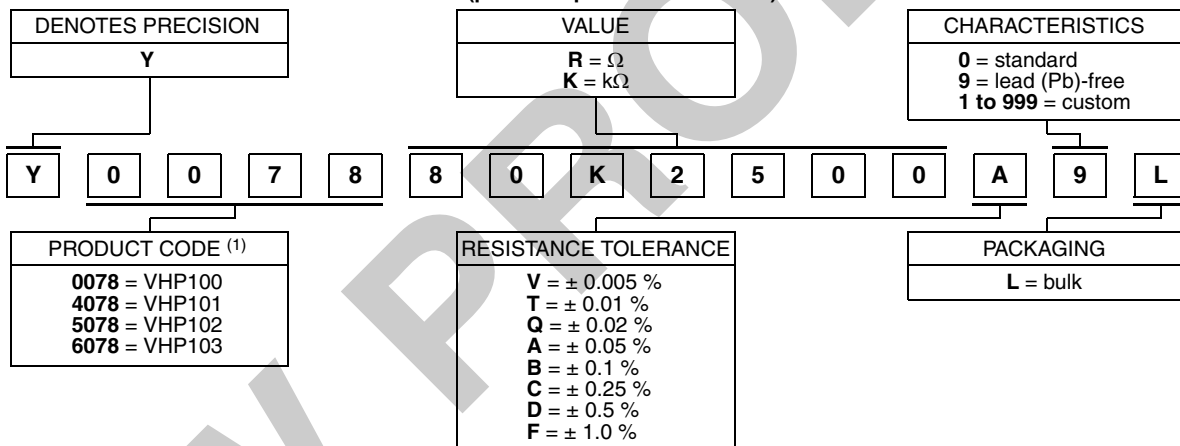 DENOTES PRECISION
Y
VALUE
R = Ω
K = kΩ
CHARACTERISTICS
0 = standard
9 = lead (Pb)-free
1 to 999 = custom
Y 0 0 7 8 8 0 K 2 5 0 0 A 9 L
PRODUCT CODE (1)
0078 = VHP100
4078 = VHP101
5078 = VHP102
6078 = VHP103
RESISTANCE TOLERANCE
V = ± 0.005 %
T = ± 0.01 %
Q = ± 0.02 %
A = ± 0.05 %
B = ± 0.1 %
C = ± 0.25 %
D = ± 0.5 %
F = ± 1.0 %
PACKAGING
L = bulk